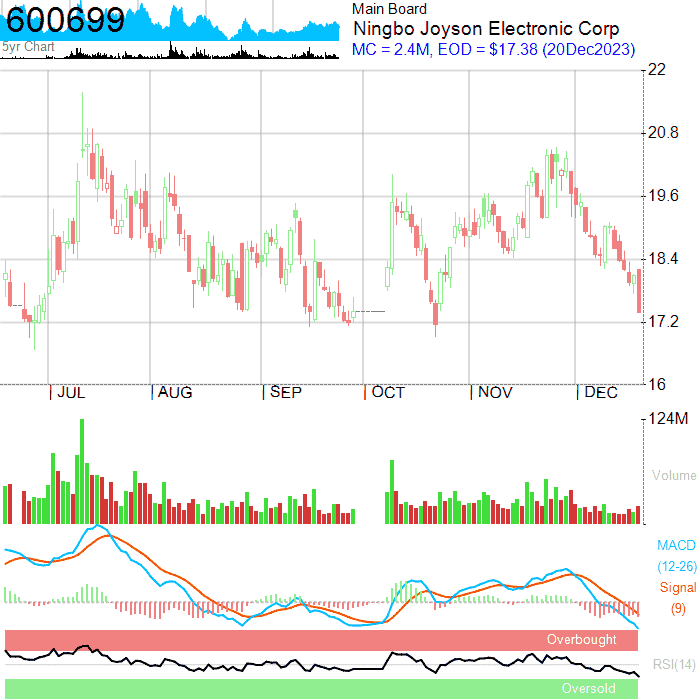 600699
5yr Chart
Main Board
Ningbo Joyson Electronic Corp
MC = 2.4M, EOD = $17.38 (20Dec2023)
22
20.8
19.6
18.4
17.2
16
JUL AUG SEP OCT NOV DEC
124M
Volume
MACD
(12-26)
Signal
(9)
Overbought
RSI(14)
Oversold